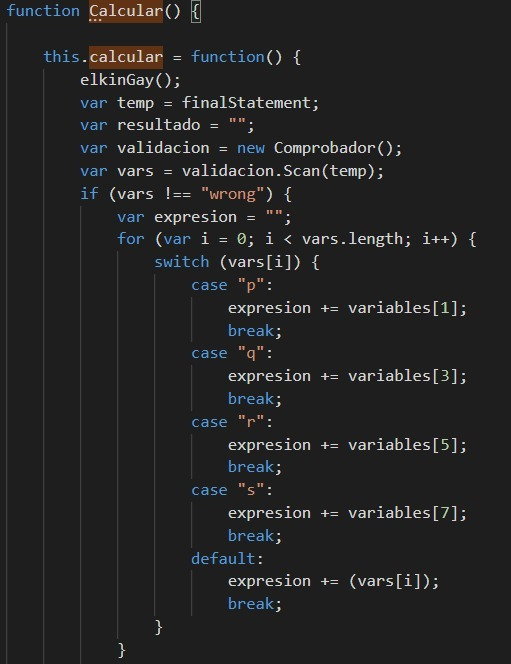 function Calcular() {
this.calcular = function() {
elkinGay();
var temp = finalStatement;
var resultado = "";
var validacion = new Comprobador();
var vars = validacion.Scan(temp);
if (vars !== "wrong") {
var expresion = "";
for (var i = 0; i < vars.length; i++) {
switch (vars[i]) {
case "p":
expresion += variables[1];
break;
case "q":
expresion += variables[3];
break;
case "r":
expresion += variables[5];
break;
case "s":
expresion += variables[7];
break;
default:
expresion += (vars[i]);
break;
}
}